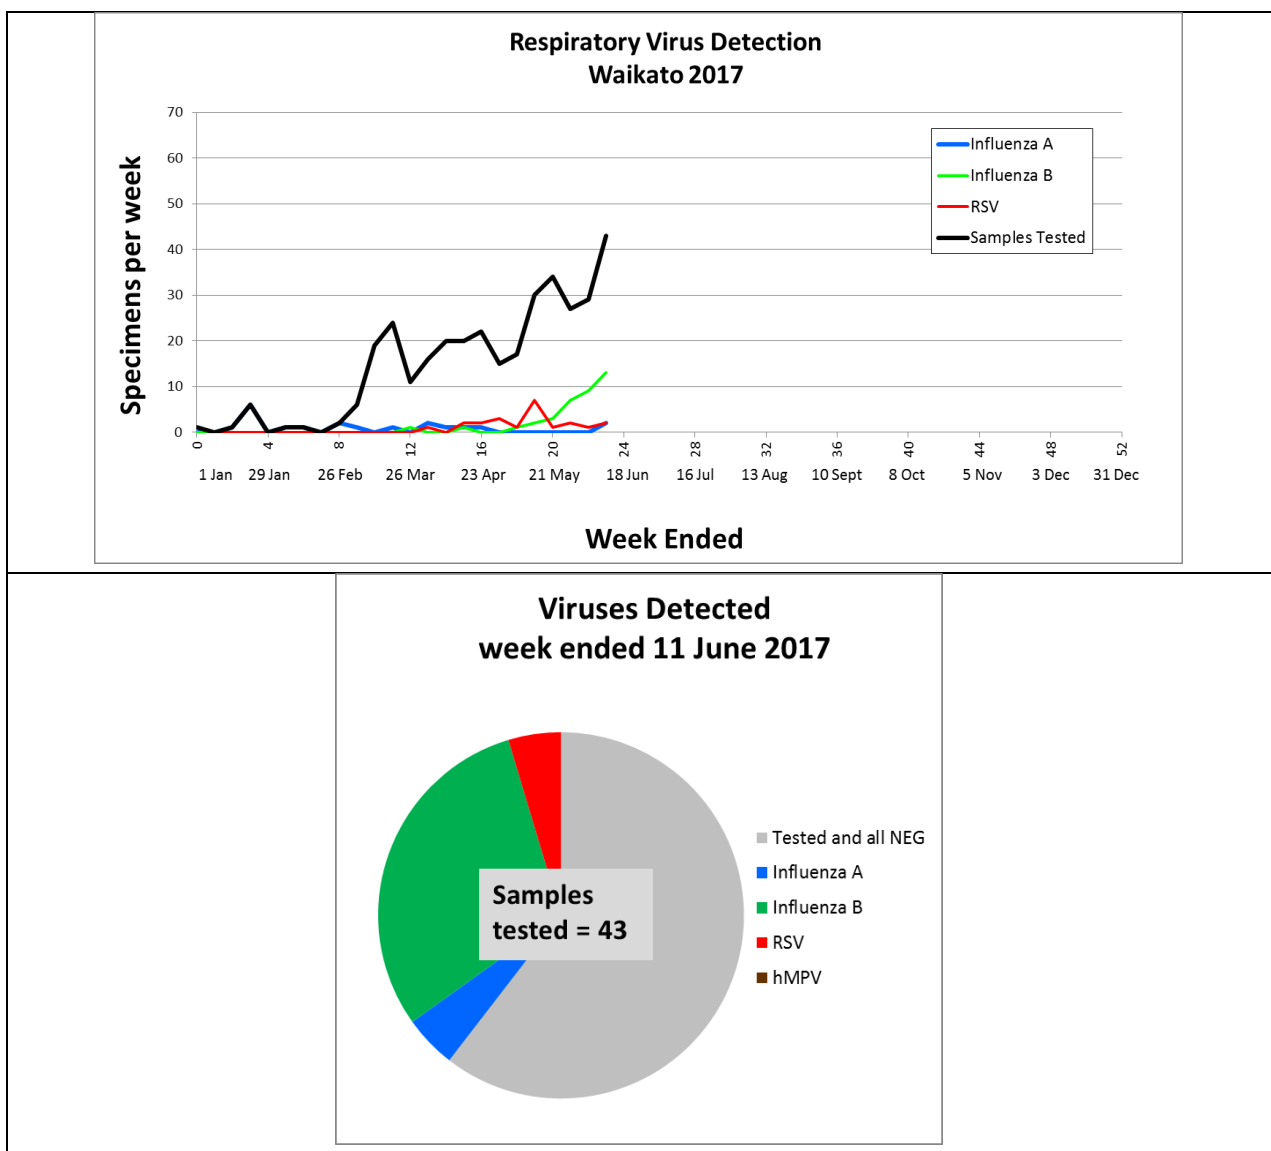 Respiratory Virus Detection
Waikato 2017
Specimens per week
70
60
50
40
30
20
10
0
Influenza A
Influenza B
RSV
Samples Tested
0 4 8 12 16 20 24 28 32 36 40 44 48 52
1 Jan 29 Jan 26 Feb 26 Mar 23 Apr 21 May 18 Jun 16 Jul 13 Aug 10 Sept 8 Oct 5 Nov 3 Dec 31 Dec
Week Ended
Viruses Detected
week ended 11 June 2017
Samples
tested = 43
Tested and all NEG
Influenza A
Influenza B
RSV
hMPV